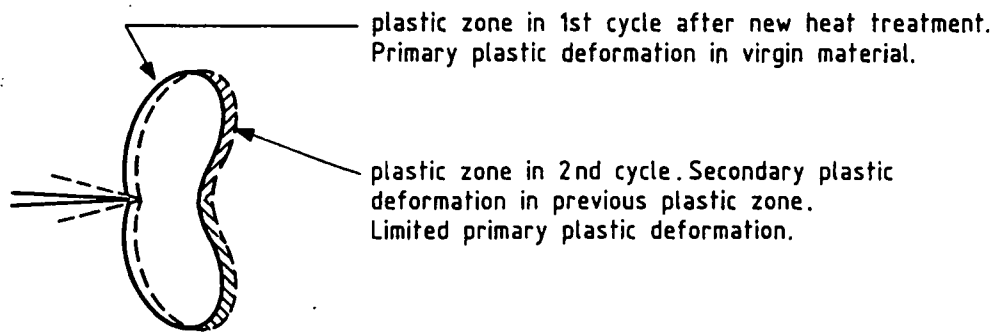 plastic zone in 1st cycle after new heat treatment.
Primary plastic deformation in virgin material.
plastic zone in 2nd cycle. Secondary plastic
deformation in previous plastic zone.
Limited primary plastic deformation.